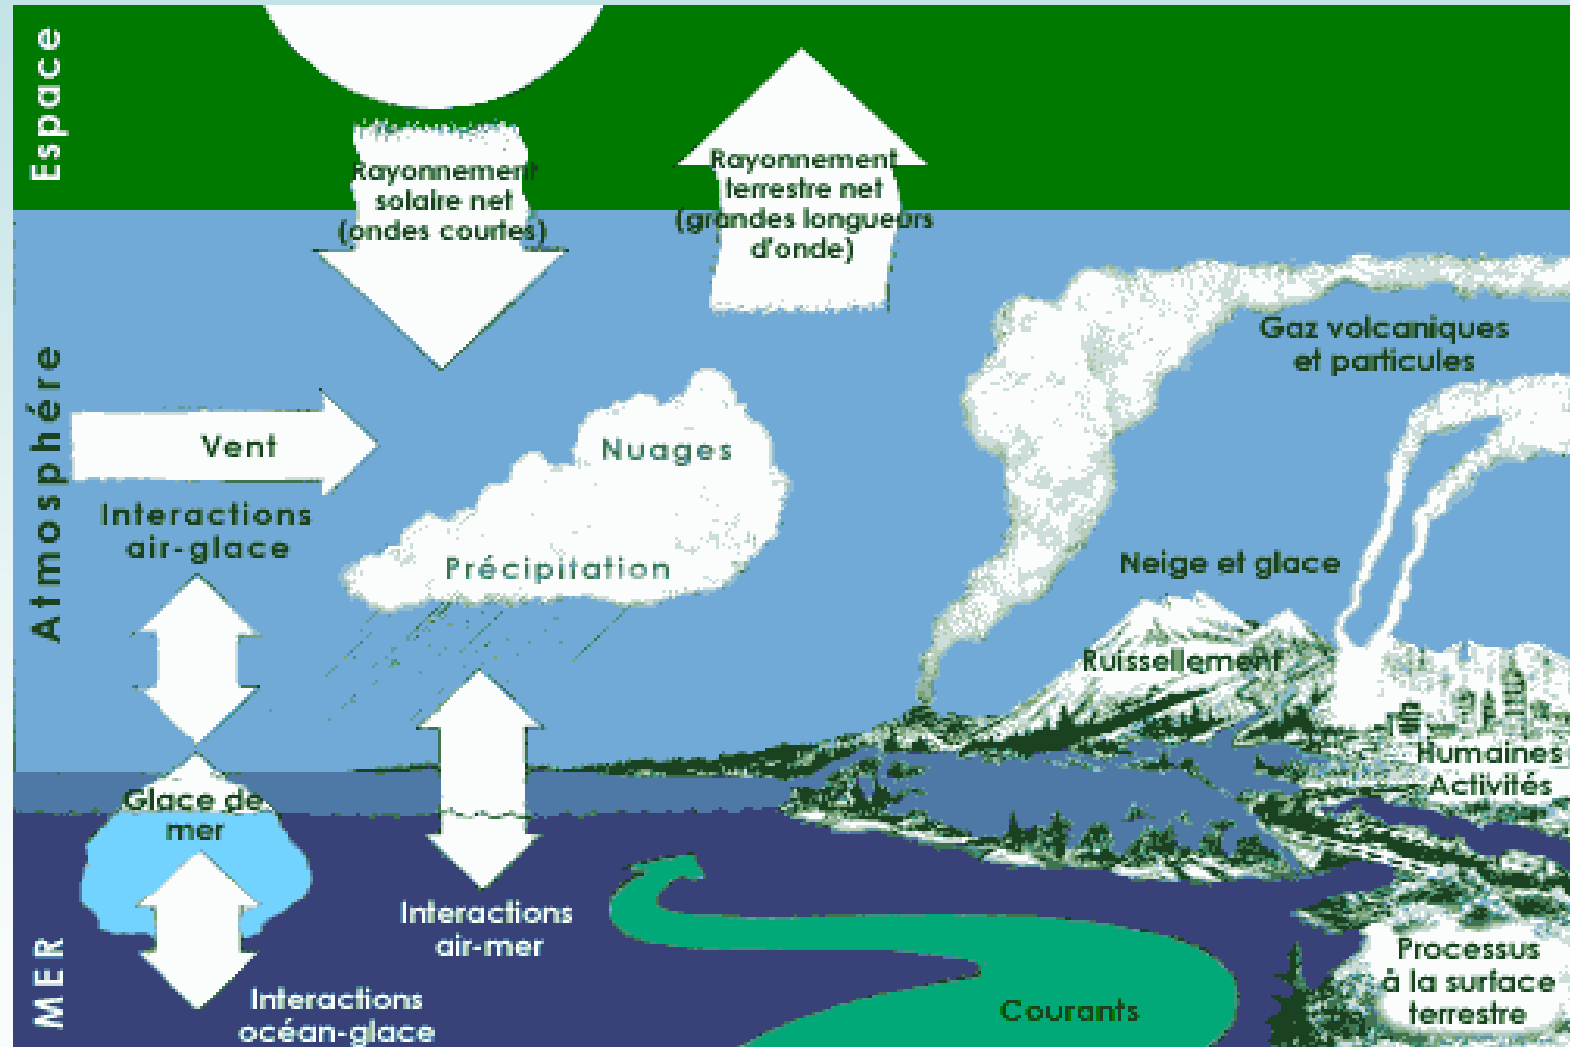 Espace
Rayonnement
solaire net
(ondes courtes)
Rayonnement
terrestre net
(grandes longueurs
d'onde)
Gaz volcaniques
et particules
Atmosphére
Vent
Nuages
Interactions
air-glace
Précipitation
Neige et glace
Ruissellement
Humaines
Activités
Glace de
mer
MER
Interactions
air-mer
Interactions
océan-glace
Courants
Processus
à la surface
terrestre